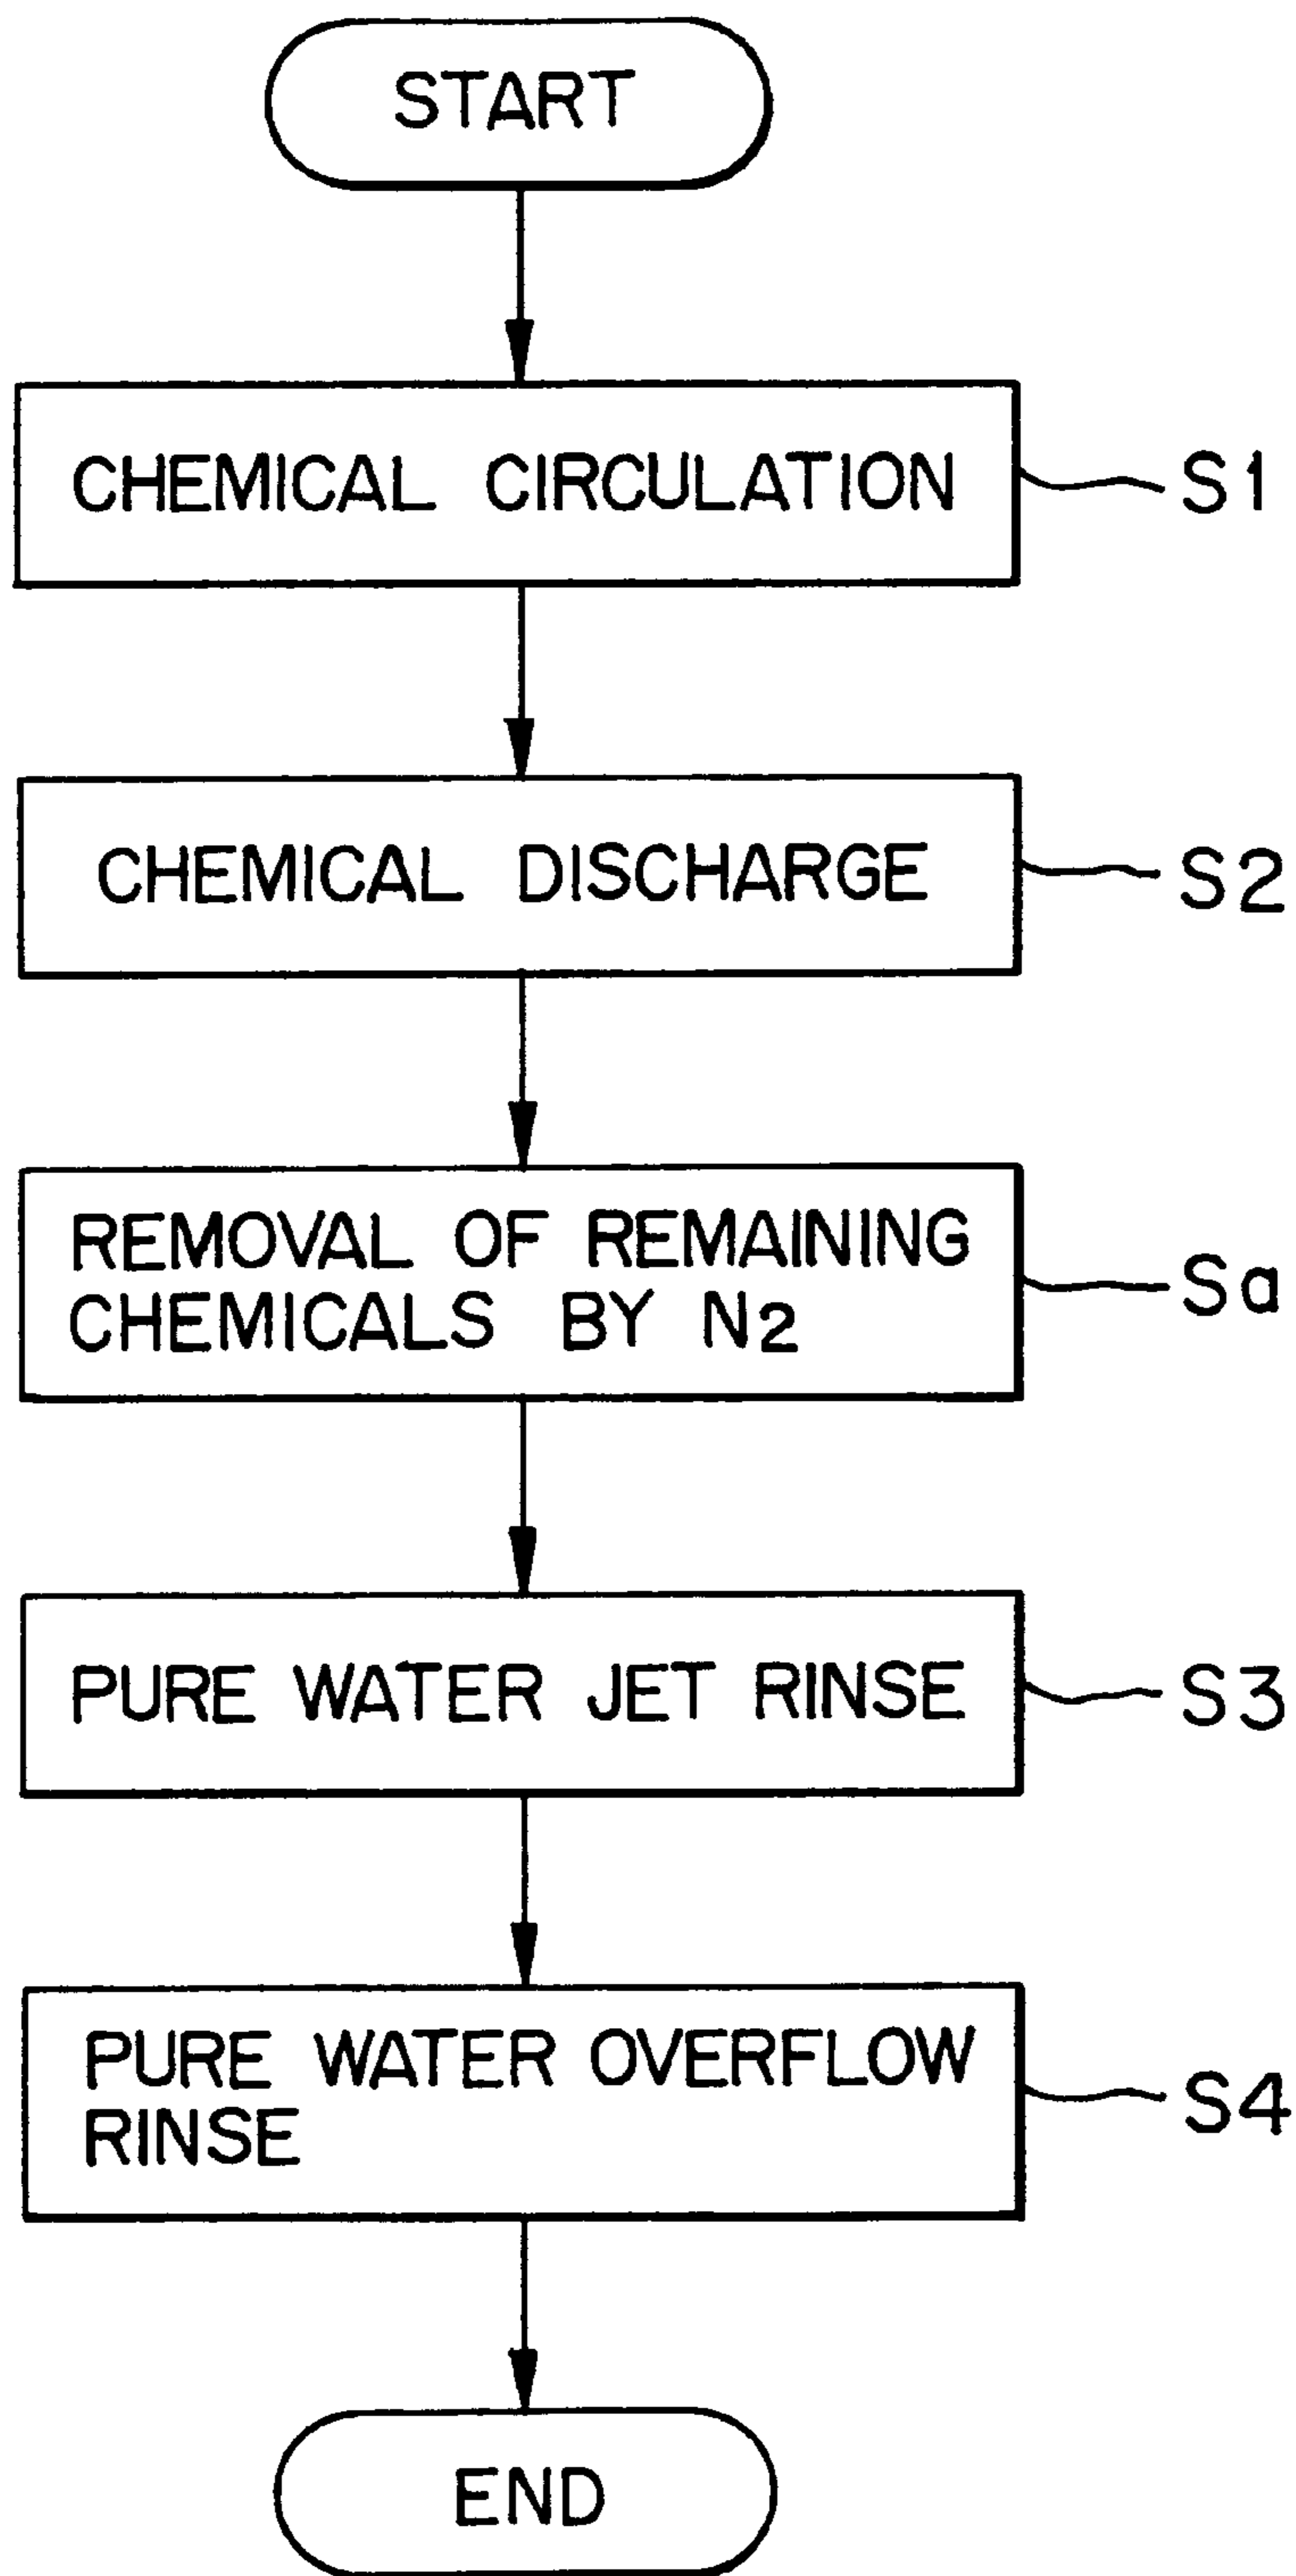 START
CHEMICAL CIRCULATION
S1
CHEMICAL DISCHARGE
S2
REMOVAL OF REMAINING
CHEMICALS BY N2
Sa
PURE WATER JET RINSE
S3
PURE WATER OVERFLOW
RINSE
S4
END